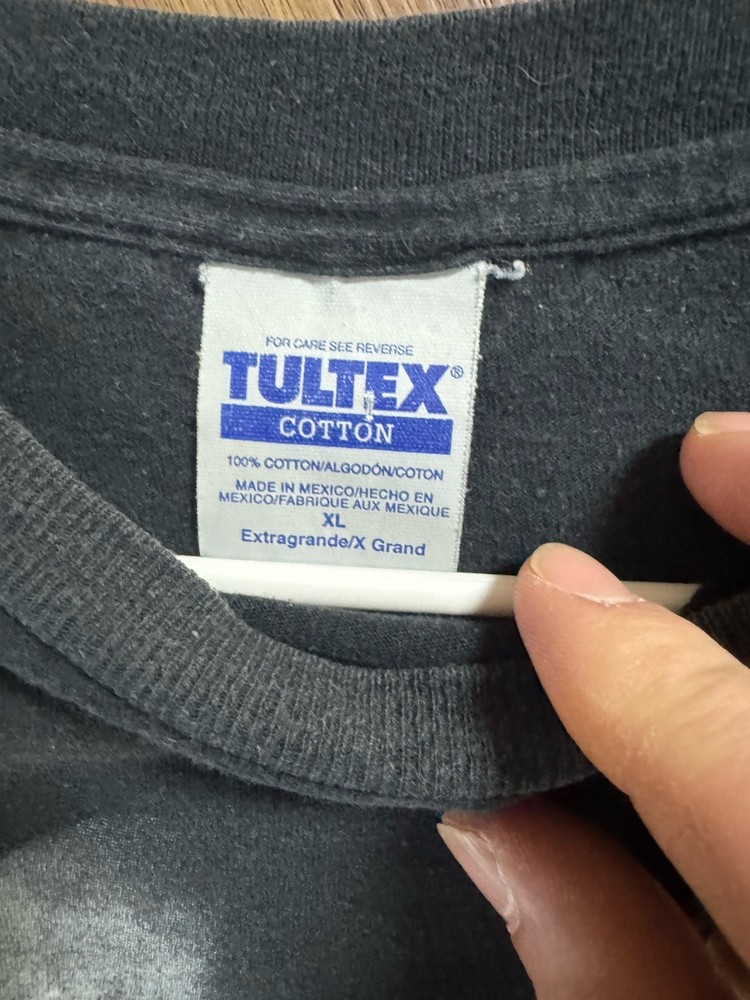 FOR CARE SEE REVERSE
TULTEX®
COTTON
100% COTTON/ALGODÓN/COTON
MADE IN MEXICO/HECHO EN
MEXICO/FABRIQUE AUX MEXIQUE
XL
Extragrande/X Grand